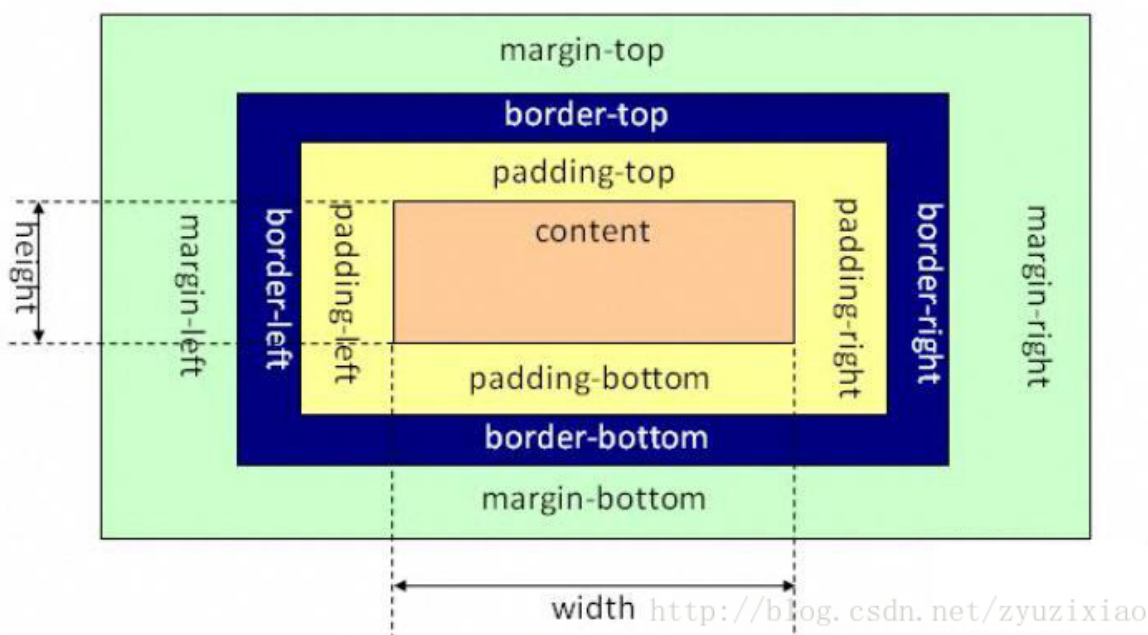 margin-top
border-top
padding-top
content
height
margin-left
border-left
padding-left
padding-right
border-right
margin-right
padding-bottom
border-bottom
margin-bottom
width
http://blog.csdn.net/zyuzixiao